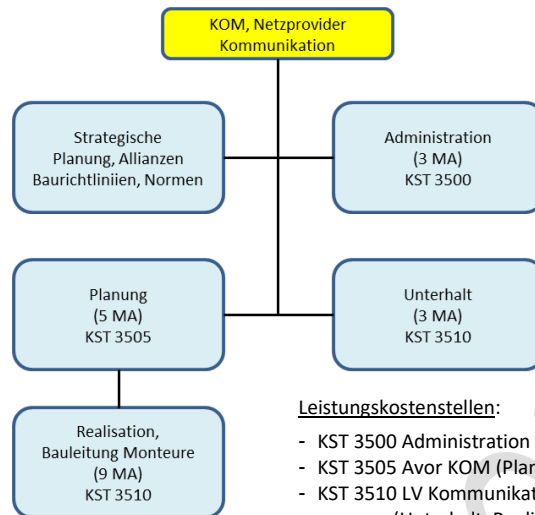 KOM, Netzprovider
Kommunikation
Strategische
Planung, Allianzen
Baurichtliniien, Normen
Administration
(3 MA)
KST 3500
Planung
(5 MA)
KST 3505
Unterhalt
(3 MA)
KST 3510
Realisation,
Bauleitung Monteure
(9 MA)
KST 3510
Leistungskostenstellen:
- KST 3500 Administration
- KST 3505 Avor KOM (Plan
- KST 3510 LV Kommunikat